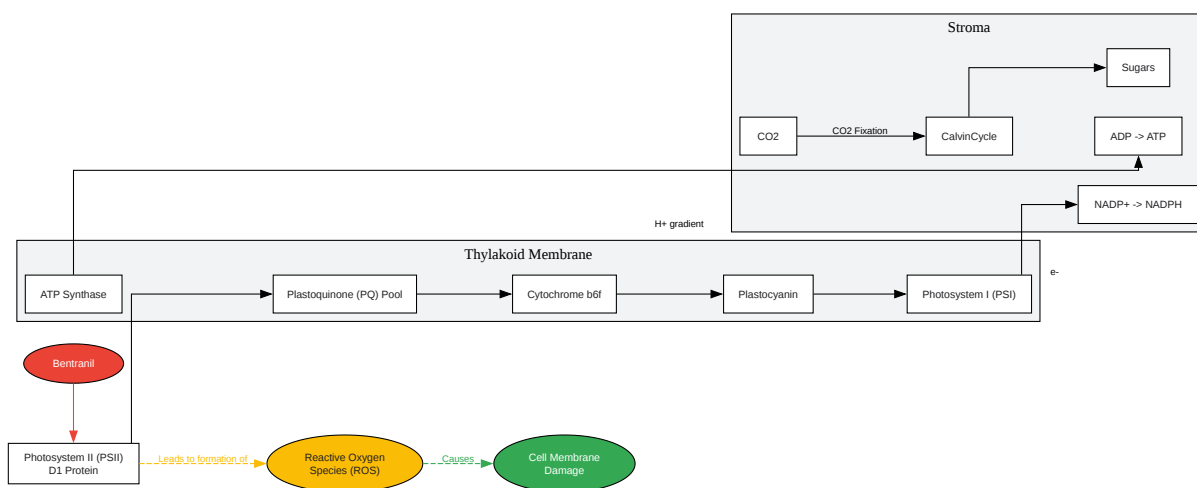 Stroma
Sugars
CO2
CO2 Fixation
CalvinCycle
ADP -> ATP
NADP+ -> NADPH
H+ gradient
Thylakoid Membrane
e-
ATP Synthase
Plastoquinone (PQ) Pool
Cytochrome b6f
Plastocyanin
Photosystem I (PSI)
Bentranil
Photosystem II (PSII)
D1 Protein
Leads to formation of
Reactive Oxygen
Species (ROS)
Causes
Cell Membrane
Damage